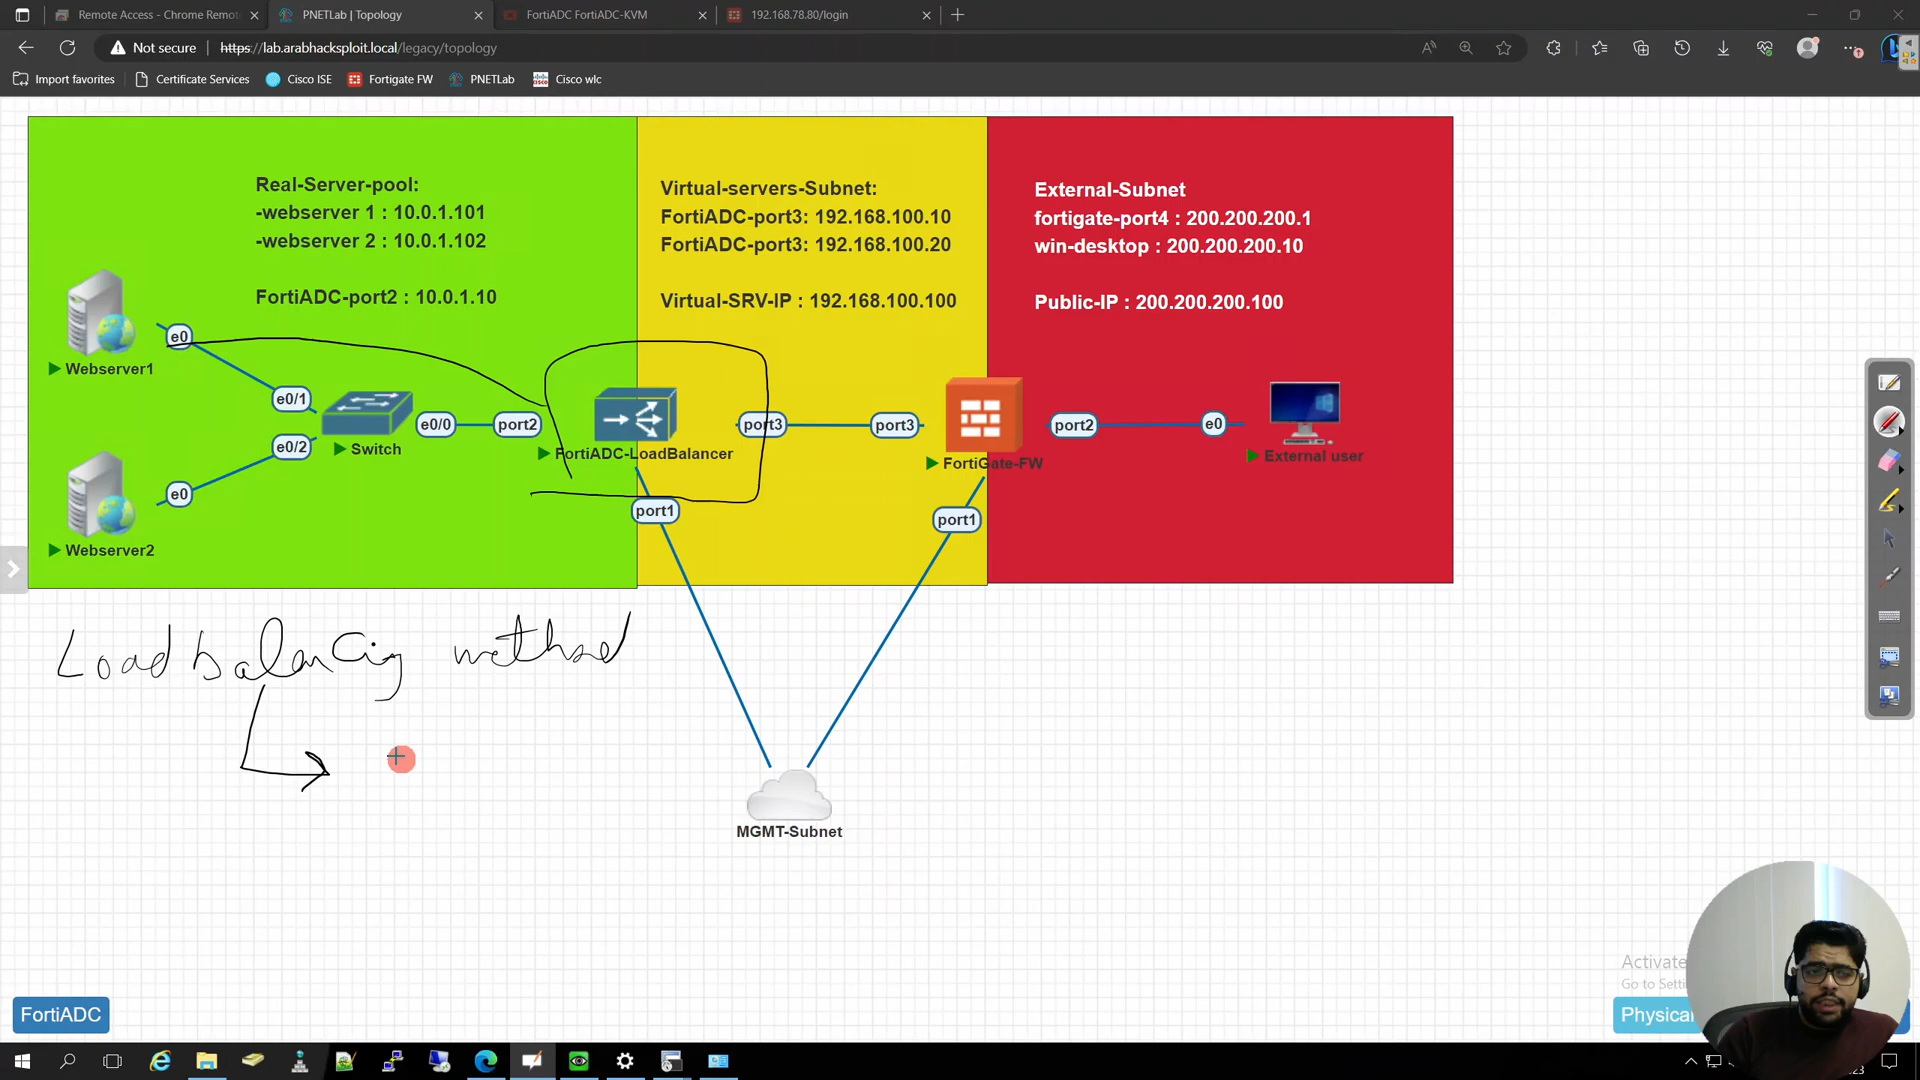 Remote Access - Chrome Remot
PNETLab | Topology
FortiADC FortiADC-KVM
192.168.78.80/login
Not secure
https://lab.arabhacksploit.local/legacy/topology
Import favorites
Certificate Services
Cisco ISE
Fortigate FW
PNETLab
Cisco wlc
Real-Server-pool:
-webserver 1 : 10.0.1.101
-webserver 2 : 10.0.1.102
FortiADC-port2 : 10.0.1.10
Virtual-servers-Subnet:
FortiADC-port3: 192.168.100.10
FortiADC-port3: 192.168.100.20
Virtual-SRV-IP : 192.168.100.100
External-Subnet
fortigate-port4 : 200.200.200.1
win-desktop : 200.200.200.10
Public-IP : 200.200.200.100
e0
Webserver1
e0/1
e0/2
e0
Webserver2
Switch
e0/0
port2
FortiADC-LoadBalancer
port1
port3
port3
FortiGate-FW
port1
port2
e0
External user
Load balancing method
MGMT-Subnet
FortiADC
Activate
Go to Setti
Physical
23